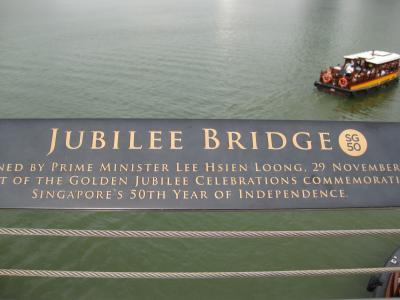 JUBILEE BRIDGE SG 50
NED BY PRIME MINISTER LEE HSIEN LOONG, 29 NOVEMBER
T OF THE GOLDEN JUBILEE CELEBRATIONS COMMEMORATI
SINGAPORE'S 50TH YEAR OF INDEPENDENCE.